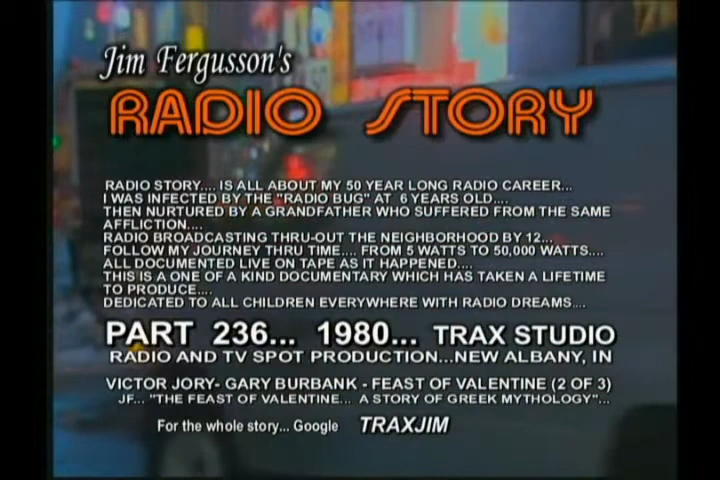 Jim Fergusson's
RADIO STORY
RADIO STORY.... IS ALL ABOUT MY 50 YEAR LONG RADIO CAREER...
I WAS INFECTED BY THE "RADIO BUG" AT 6 YEARS OLD....
THEN NURTURED BY A GRANDFATHER WHO SUFFERED FROM THE SAME
AFFLICTION....
RADIO BROADCASTING THRU-OUT THE NEIGHBORHOOD BY 12...
FOLLOW MY JOURNEY THRU TIME.... FROM 5 WATTS TO 50,000 WATTS....
ALL DOCUMENTED LIVE ON TAPE AS IT HAPPENED....
THIS IS A ONE OF A KIND DOCUMENTARY WHICH HAS TAKEN A LIFETIME
TO PRODUCE....
DEDICATED TO ALL CHILDREN EVERYWHERE WITH RADIO DREAMS....
PART 236... 1980... TRAX STUDIO
RADIO AND TV SPOT PRODUCTION...NEW ALBANY, IN
VICTOR JORY- GARY BURBANK - FEAST OF VALENTINE (2 OF 3)
JF... "THE FEAST OF VALENTINE... A STORY OF GREEK MYTHOLOGY"...
For the whole story... Google TRAXJIM